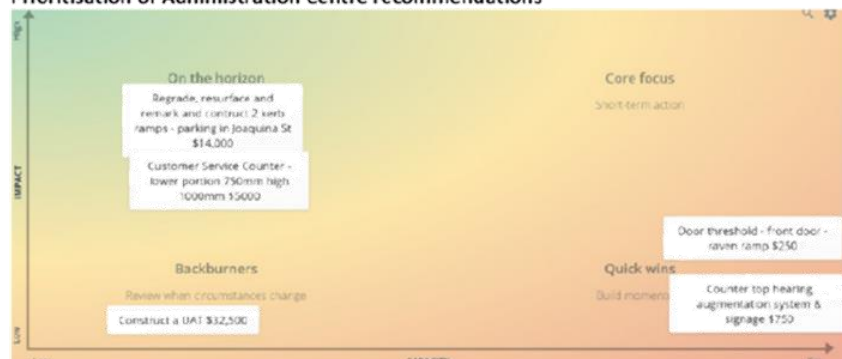 Prioritisation of Administration Centre recommendations
High
On the horizon
Regrade, resurface and
remark and contruct 2 kerb
ramps - parking in Joaquina St
$14,000
Customer Service Counter -
lower portion 750mm high
1000mm $5000
Core focus
Short-term action
IMPACT
Door threshold - front door -
raven ramp $250
Backburners
Review when circumstances change
Construct a UAT $32,500
Quick wins
Build
Counter top hearing
augmentation system &
signage $750
Low